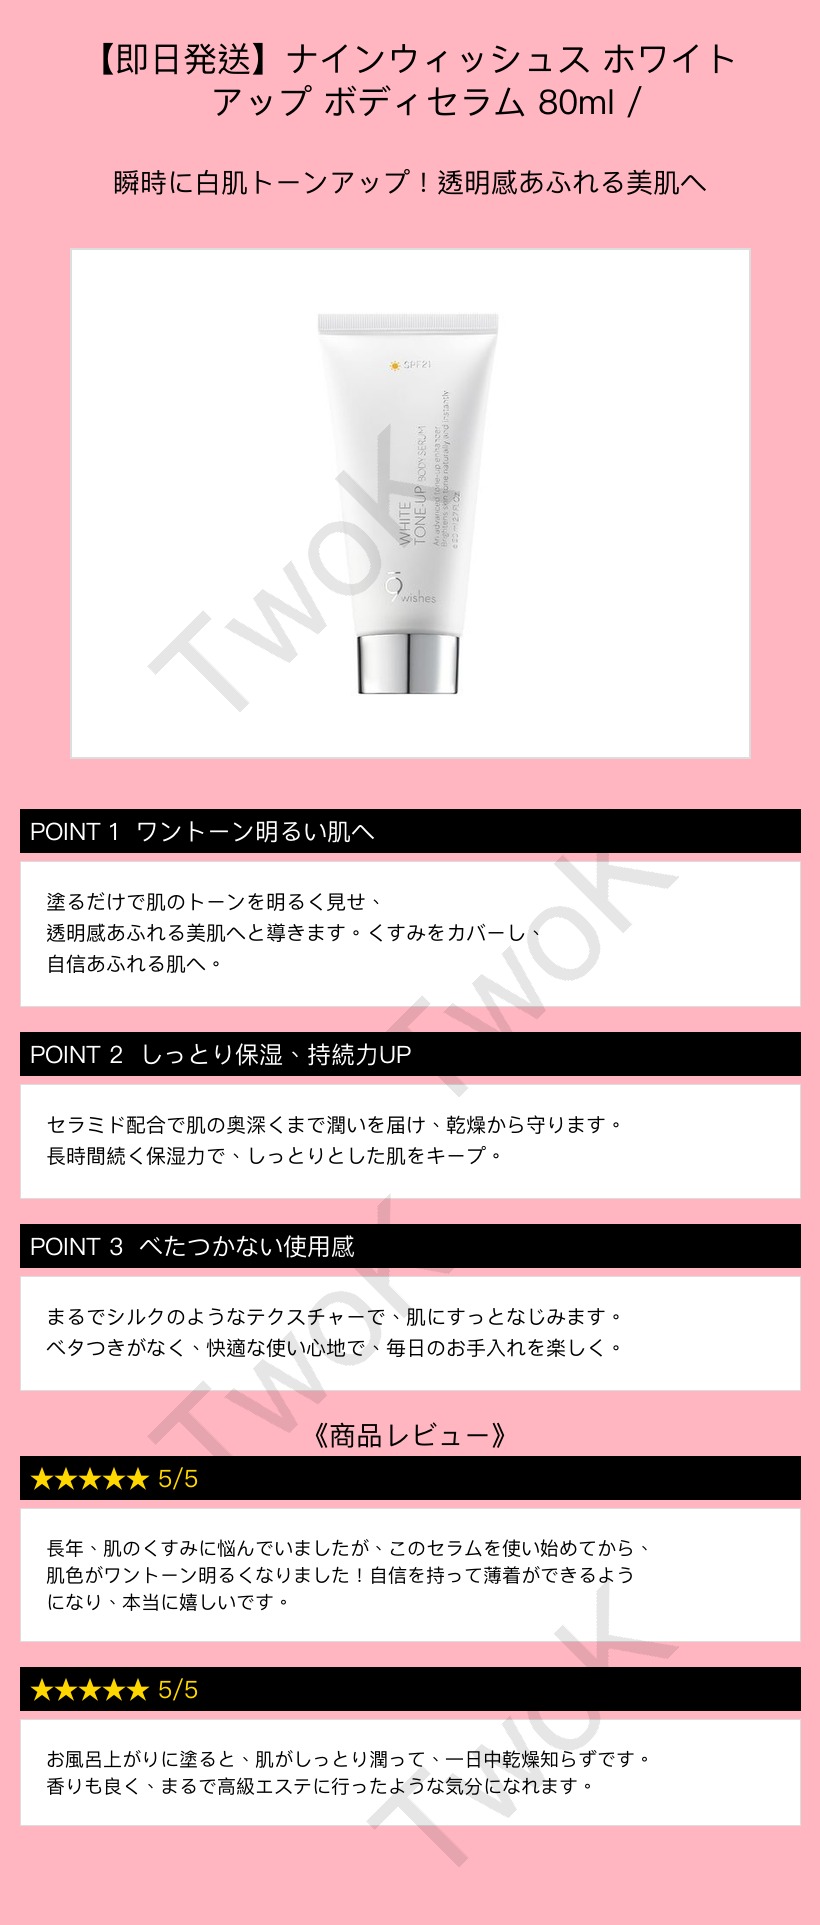 【即日発送】ナインウィッシュス ホワイト
アップ ボディセラム 80ml /
瞬時に白肌トーンアップ！透明感あふれる美肌へ
SPF21
WHITE
TONE-UP BODY SERUM
An advanced tone-up enhancer
Brightens skin tone naturally and instantly
9 wishes
TwoK
POINT 1 ワントーン明るい肌へ
塗るだけで肌のトーンを明るく見せ、
透明感あふれる美肌へと導きます。くすみをカバーし、
自信あふれる肌へ。
TwoK
POINT 2 しっとり保湿、持続力UP
セラミド配合で肌の奥深くまで潤いを届け、乾燥から守ります。
長時間続く保湿力で、しっとりとした肌をキープ。
POINT 3 べたつかない使用感
まるでシルクのようなテクスチャーで、肌にすっとなじみます。
ベタつきがなく、快適な使い心地で、毎日のお手入れを楽しく。
TwoK
《商品レビュー》
★★★★★ 5/5
長年、肌のくすみに悩んでいましたが、このセラムを使い始めてから、
肌色がワントーン明るくなりました！自信を持って薄着ができるよう
になり、本当に嬉しいです。
★★★★★ 5/5
お風呂上がりに塗ると、肌がしっとり潤って、一日中乾燥知らずです。
香りも良く、まるで高級エステに行ったような気分になれます。
TwoK